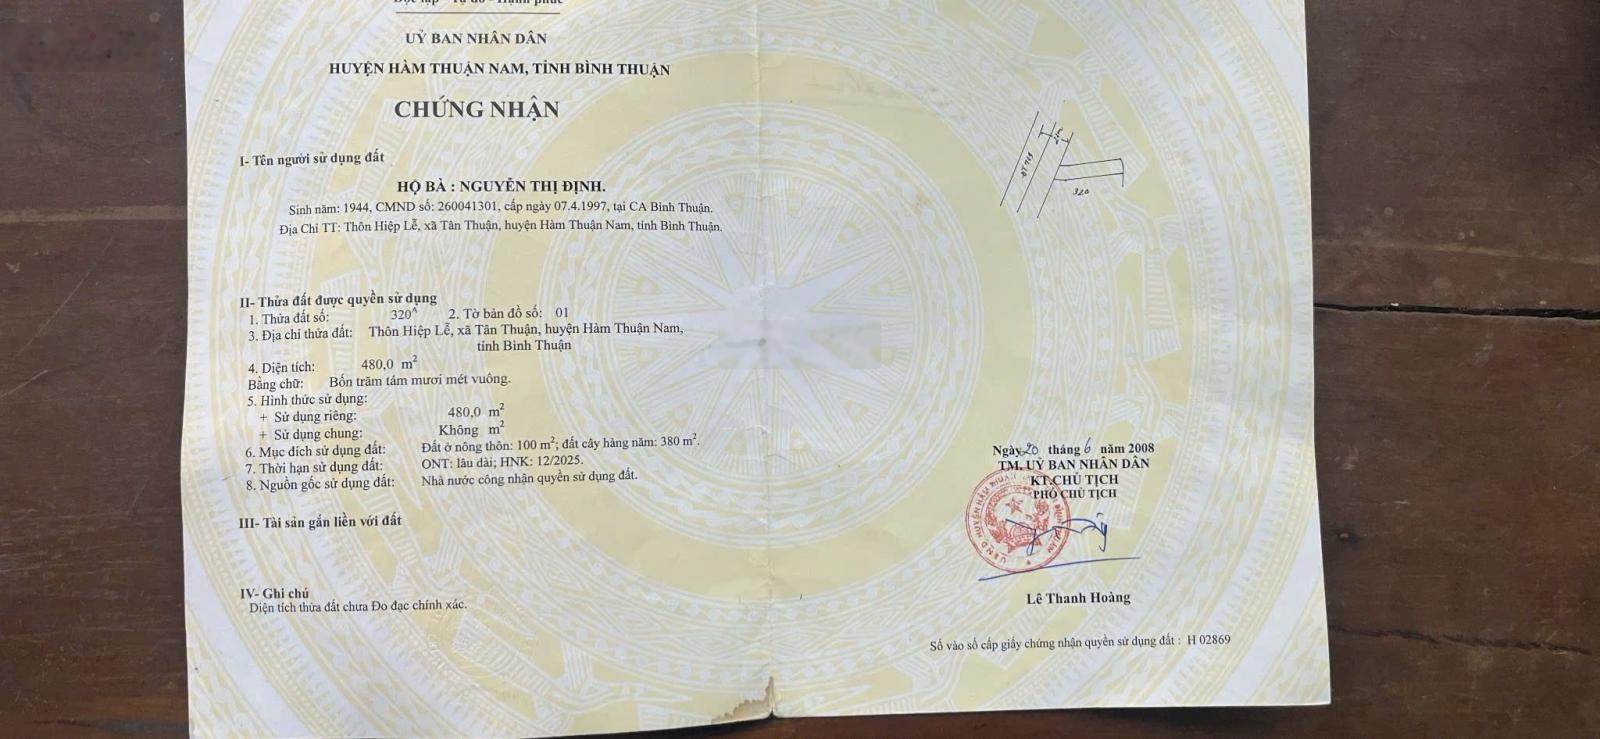 Độc lập - Tự do - Hạnh phúc
UỶ BAN NHÂN DÂN
HUYỆN HÀM THUẬN NAM, TỈNH BÌNH THUẬN
CHỨNG NHẬN
I- Tên người sử dụng đất
HỘ BÀ : NGUYỄN THỊ ĐỊNH.
Sinh năm: 1944, CMND số: 260041301, cấp ngày 07.4.1997, tại CA Bình Thuận.
Địa Chỉ TT: Thôn Hiệp Lễ, xã Tân Thuận, huyện Hàm Thuận Nam, tỉnh Bình Thuận.
II- Thửa đất được quyền sử dụng
1. Thửa đất số: 320A 2. Tờ bản đồ số: 01
3. Địa chỉ thửa đất: Thôn Hiệp Lễ, xã Tân Thuận, huyện Hàm Thuận Nam,
tỉnh Bình Thuận
4. Diện tích: 480,0 m2
Bằng chữ: Bốn trăm tám mươi mét vuông.
5. Hình thức sử dụng:
+ Sử dụng riêng: 480,0 m2
+ Sử dụng chung: Không m2
6. Mục đích sử dụng đất: Đất ở nông thôn: 100 m2; đất cây hàng năm: 380 m2.
7. Thời hạn sử dụng đất: ONT: lâu dài; HNK: 12/2025.
8. Nguồn gốc sử dụng đất: Nhà nước công nhận quyền sử dụng đất.
III- Tài sản gắn liền với đất
IV- Ghi chú
Diện tích thửa đất chưa Đo đạc chính xác.
ĐT 719
320
Ngày 20 tháng 6 năm 2008
TM. UỶ BAN NHÂN DÂN
KT.CHỦ TỊCH
PHÓ CHỦ TỊCH
Lê Thanh Hoàng
Số vào sổ cấp giấy chứng nhận quyền sử dụng đất : H 02869